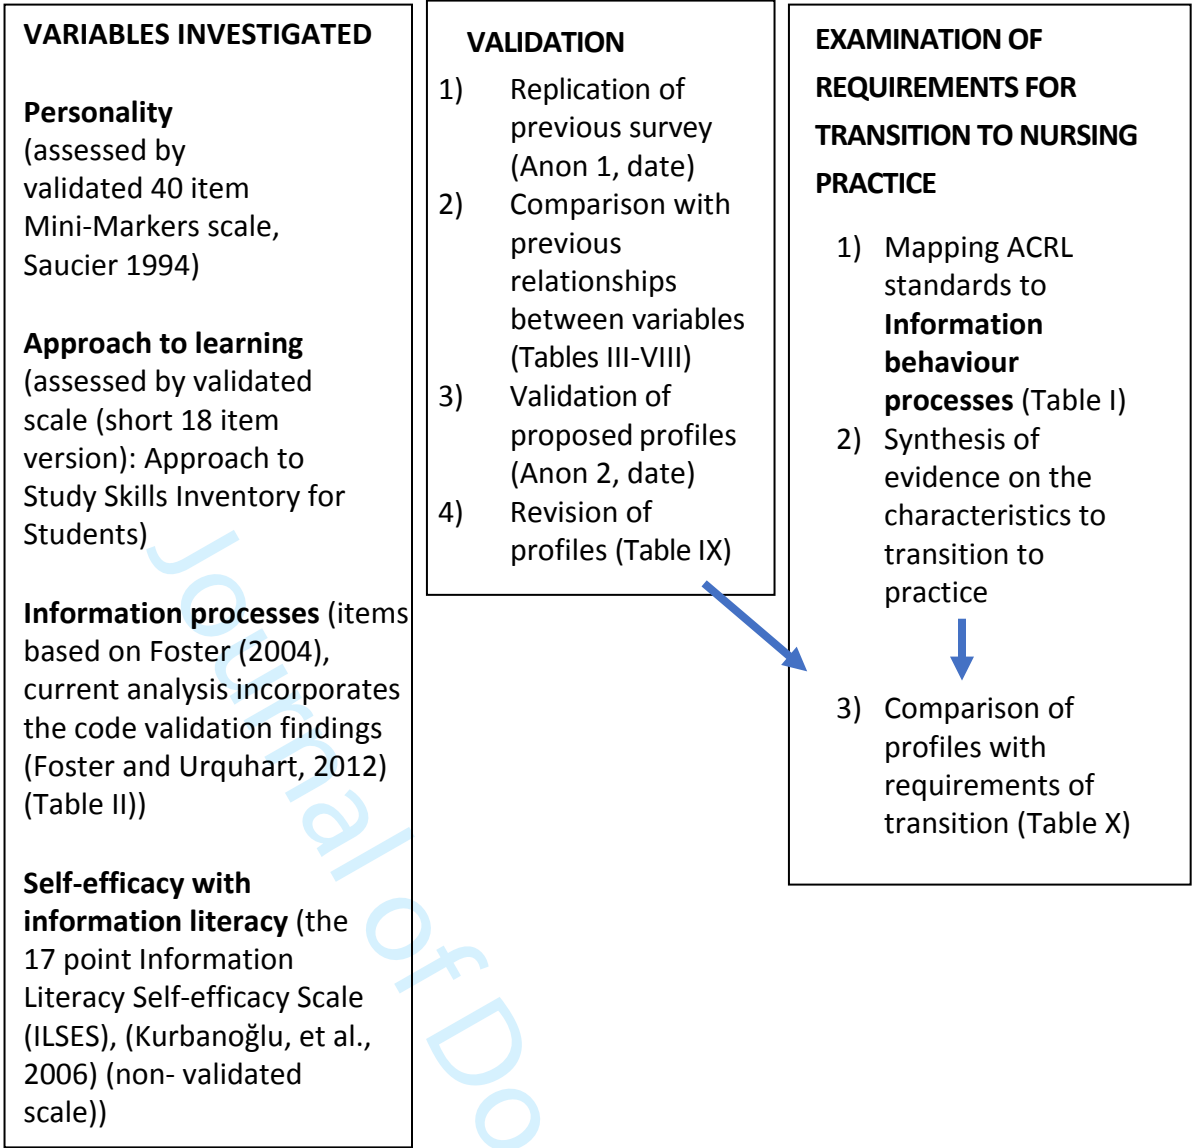 VARIABLES INVESTIGATED
Personality
(assessed by
validated 40 item
Mini-Markers scale,
Saucier 1994)
Approach to learning
(assessed by validated
scale (short 18 item
version): Approach to
Study Skills Inventory for
Students)
Information processes (items
based on Foster (2004),
current analysis incorporates
the code validation findings
(Foster and Urquhart, 2012)
(Table II))
Self-efficacy with
information literacy (the
17 point Information
Literacy Self-efficacy Scale
(ILSES), (Kurbanoğlu, et al.,
2006) (non- validated
scale))
VALIDATION
1) Replication of
previous survey
(Anon 1, date)
2) Comparison with
previous
relationships
between variables
(Tables III-VIII)
3) Validation of
proposed profiles
(Anon 2, date)
4) Revision of
profiles (Table IX)
EXAMINATION OF
REQUIREMENTS FOR
TRANSITION TO NURSING
PRACTICE
1) Mapping ACRL
standards to
Information
behaviour
processes (Table I)
2) Synthesis of
evidence on the
characteristics to
transition to
practice
3) Comparison of
profiles with
requirements of
transition (Table X)
Journal of Do